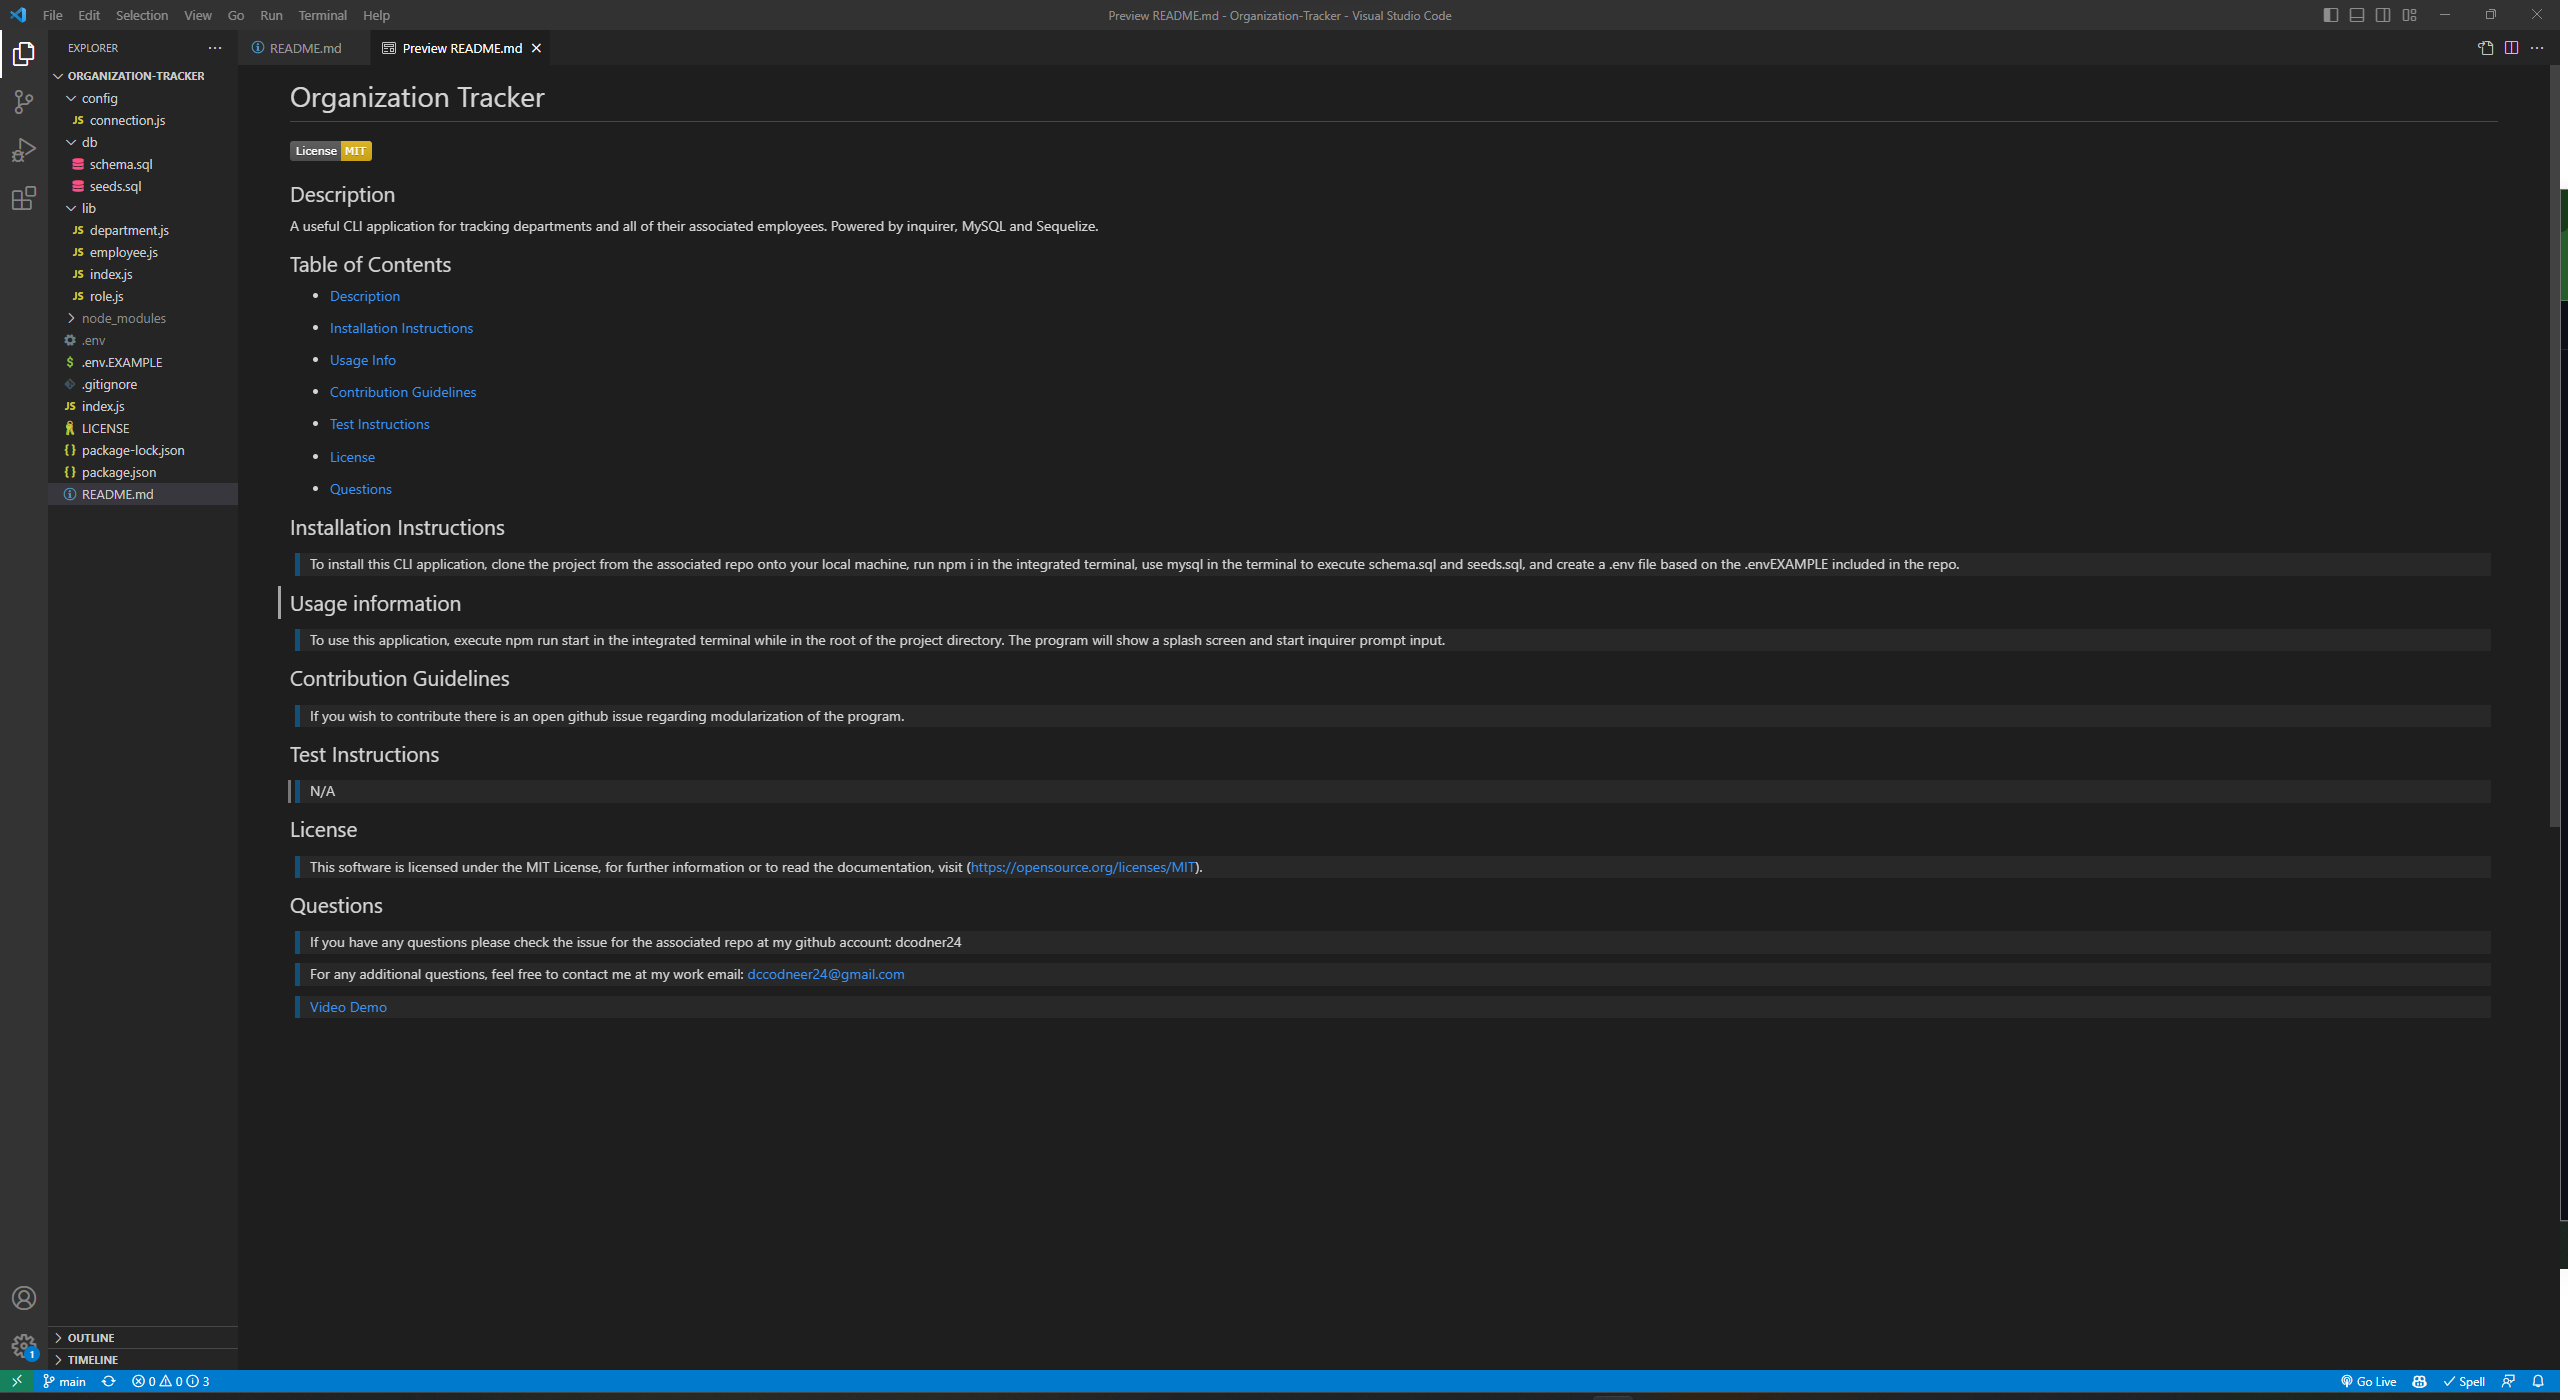 File Edit Selection View Go Run Terminal Help
Preview README.md - Organization-Tracker - Visual Studio Code
EXPLORER
README.md
Preview README.md
ORGANIZATION-TRACKER
config
JS connection.js
db
schema.sql
seeds.sql
lib
JS department.js
JS employee.js
JS index.js
JS role.js
node_modules
.env
$ .env.EXAMPLE
.gitignore
JS index.js
LICENSE
{} package-lock.json
{} package.json
README.md
OUTLINE
TIMELINE
Organization Tracker
License MIT
Description
A useful CLI application for tracking departments and all of their associated employees. Powered by inquirer, MySQL and Sequelize.
Table of Contents
• Description
• Installation Instructions
• Usage Info
• Contribution Guidelines
• Test Instructions
• License
• Questions
Installation Instructions
To install this CLI application, clone the project from the associated repo onto your local machine, run npm i in the integrated terminal, use mysql in the terminal to execute schema.sql and seeds.sql, and create a .env file based on the .envEXAMPLE included in the repo.
Usage information
To use this application, execute npm run start in the integrated terminal while in the root of the project directory. The program will show a splash screen and start inquirer prompt input.
Contribution Guidelines
If you wish to contribute there is an open github issue regarding modularization of the program.
Test Instructions
N/A
License
This software is licensed under the MIT License, for further information or to read the documentation, visit (https://opensource.org/licenses/MIT).
Questions
If you have any questions please check the issue for the associated repo at my github account: dcodner24
For any additional questions, feel free to contact me at my work email: dccodneer24@gmail.com
Video Demo
1
main 0 0 3
Go Live Spell